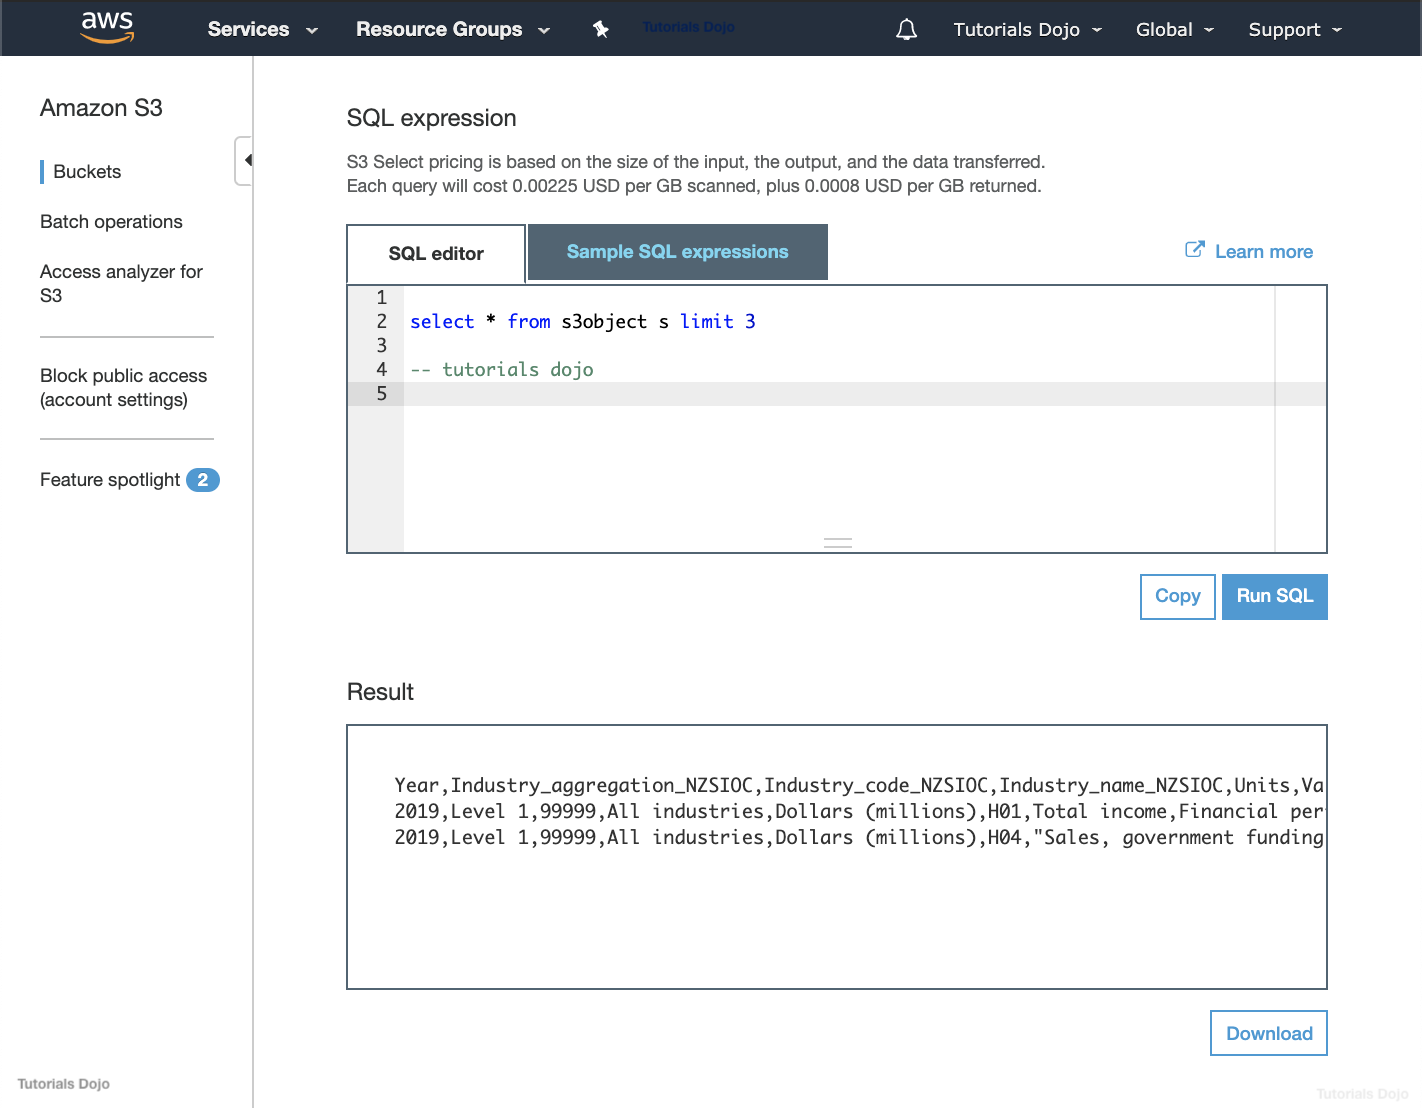 aws Services Resource Groups Tutorials Dojo Tutorials Dojo Global Support
Amazon S3
Buckets
Batch operations
Access analyzer for
S3
Block public access
(account settings)
Feature spotlight 2
SQL expression
S3 Select pricing is based on the size of the input, the output, and the data transferred.
Each query will cost 0.00225 USD per GB scanned, plus 0.0008 USD per GB returned.
SQL editor Sample SQL expressions Learn more
1
2 select * from s3object s limit 3
3
4 -- tutorials dojo
5
Copy Run SQL
Result
Year,Industry_aggregation_NZSIOC,Industry_code_NZSIOC,Industry_name_NZSIOC,Units,Va
2019,Level 1,99999,All industries,Dollars (millions),H01,Total income,Financial per
2019,Level 1,99999,All industries,Dollars (millions),H04,"Sales, government funding
Download
Tutorials Dojo
Tutorials Dojo